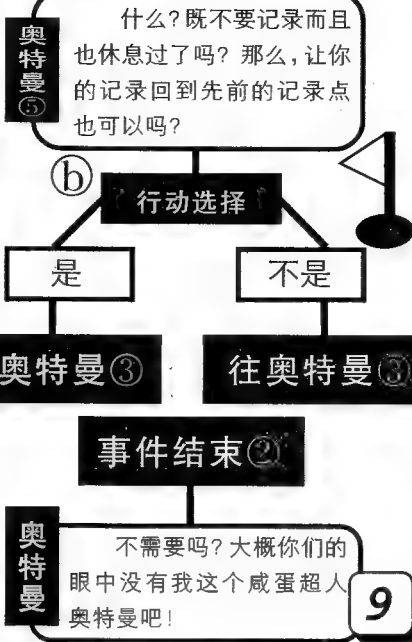 奥特曼⑤
什么?既不要记录而且
也休息过了吗? 那么,让你
的记录回到先前的记录点
也可以吗?
ⓑ
行动选择
是
不是
奥特曼③
往奥特曼
事件结束②
奥特曼
不需要吗?大概你们的
眼中没有我这个咸蛋超人
奥特曼吧!
9